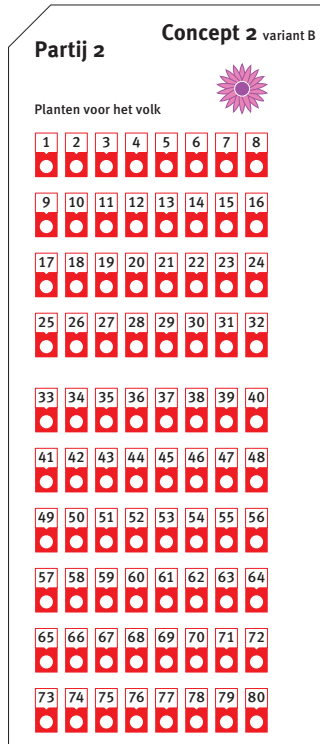 Concept 2 variant B
Partij 2
Planten voor het volk
1 2 3 4 5 6 7 8
9 10 11 12 13 14 15 16
17 18 19 20 21 22 23 24
25 26 27 28 29 30 31 32
33 34 35 36 37 38 39 40
41 42 43 44 45 46 47 48
49 50 51 52 53 54 55 56
57 58 59 60 61 62 63 64
65 66 67 68 69 70 71 72
73 74 75 76 77 78 79 80